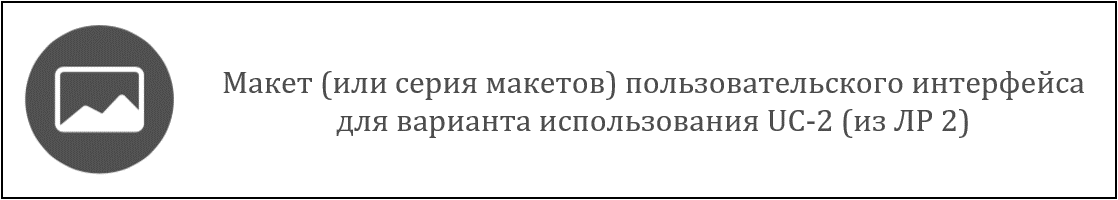 Макет (или серия макетов) пользовательского интерфейса
для варианта использования UC-2 (из ЛР 2)